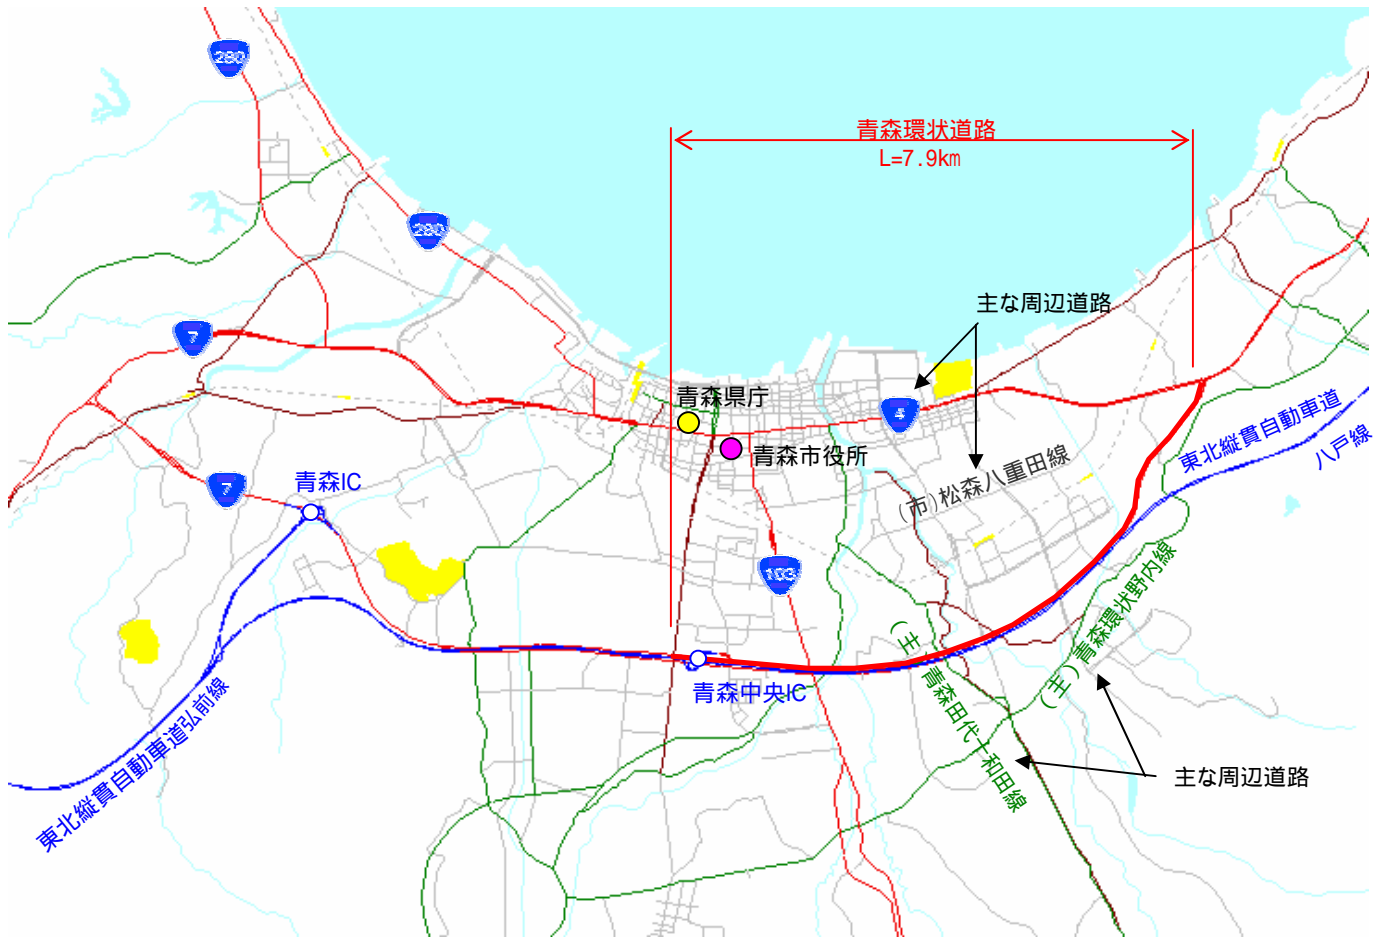 280
青森環状道路
L=7.9km
280
主な周辺道路
7
青森県庁
4
東北縦貫自動車道
八戸線
青森市役所
(市)松森八重田線
7
青森IC
103
(主)青森環状野内線
(主)青森田代十和田線
青森中央IC
東北縦貫自動車道弘前線
主な周辺道路